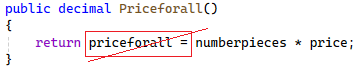 public decimal Priceforall()
{
    return priceforall = numberpieces * price;
}